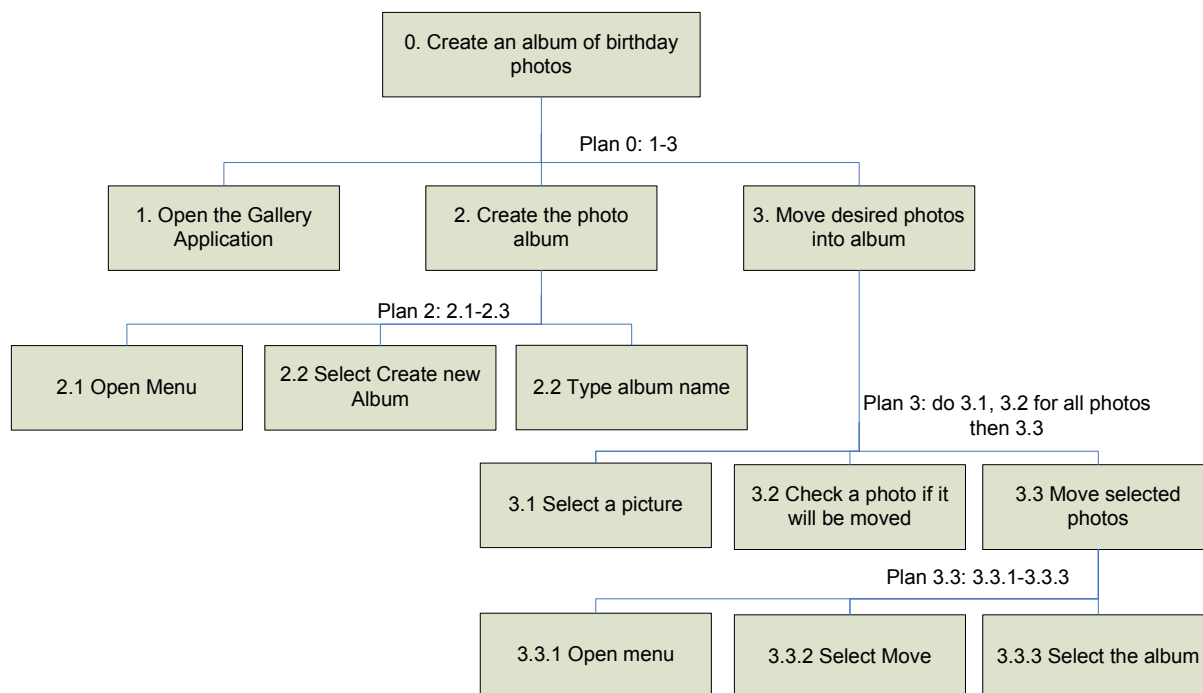 0. Create an album of birthday
photos
Plan 0: 1-3
1. Open the Gallery
Application
2. Create the photo
album
3. Move desired photos
into album
Plan 2: 2.1-2.3
2.1 Open Menu
2.2 Select Create new
Album
2.2 Type album name
Plan 3: do 3.1, 3.2 for all photos
then 3.3
3.1 Select a picture
3.2 Check a photo if it
will be moved
3.3 Move selected
photos
Plan 3.3: 3.3.1-3.3.3
3.3.1 Open menu
3.3.2 Select Move
3.3.3 Select the album